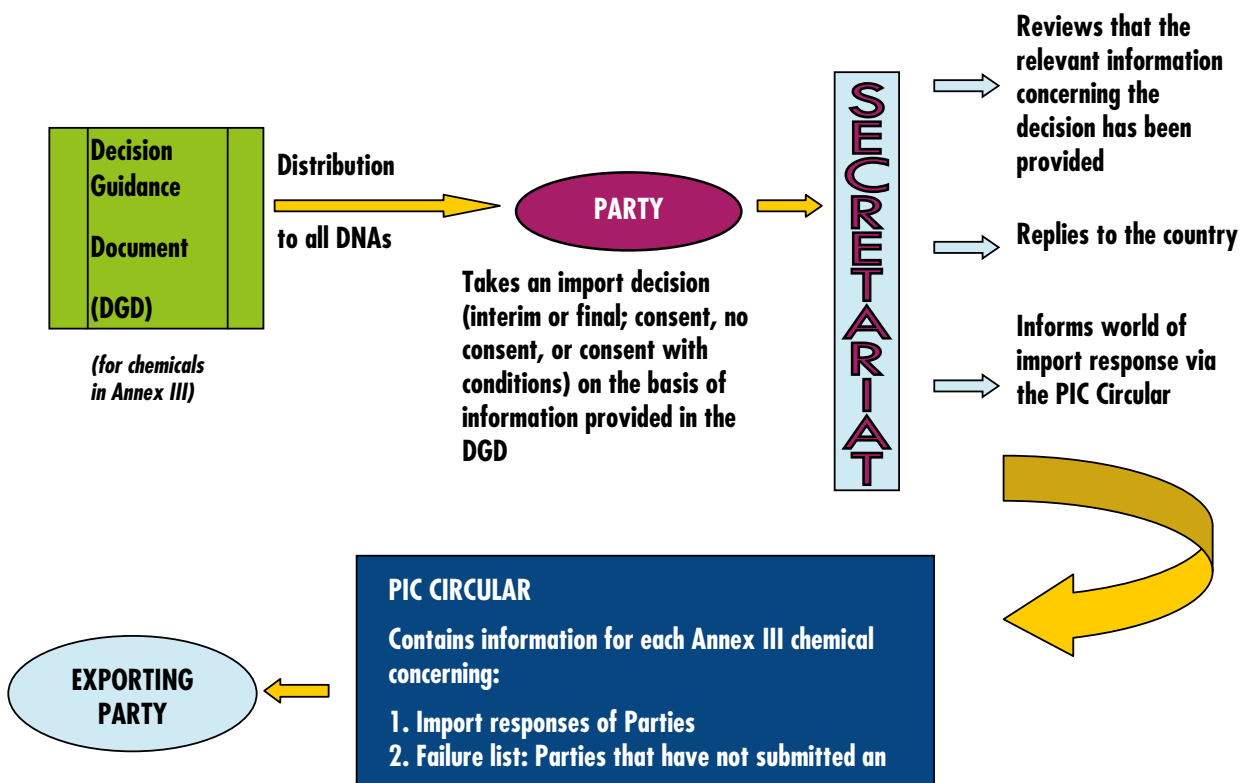 Decision
Guidance
Document
(DGD)
(for chemicals
in Annex III)
Distribution
to all DNAs
PARTY
Takes an import decision
(interim or final; consent, no
consent, or consent with
conditions) on the basis of
information provided in the
DGD
SECRETARIAT
Reviews that the
relevant information
concerning the
decision has been
provided
Replies to the country
Informs world of
import response via
the PIC Circular
PIC CIRCULAR
Contains information for each Annex III chemical
concerning:
1. Import responses of Parties
2. Failure list: Parties that have not submitted an
EXPORTING
PARTY